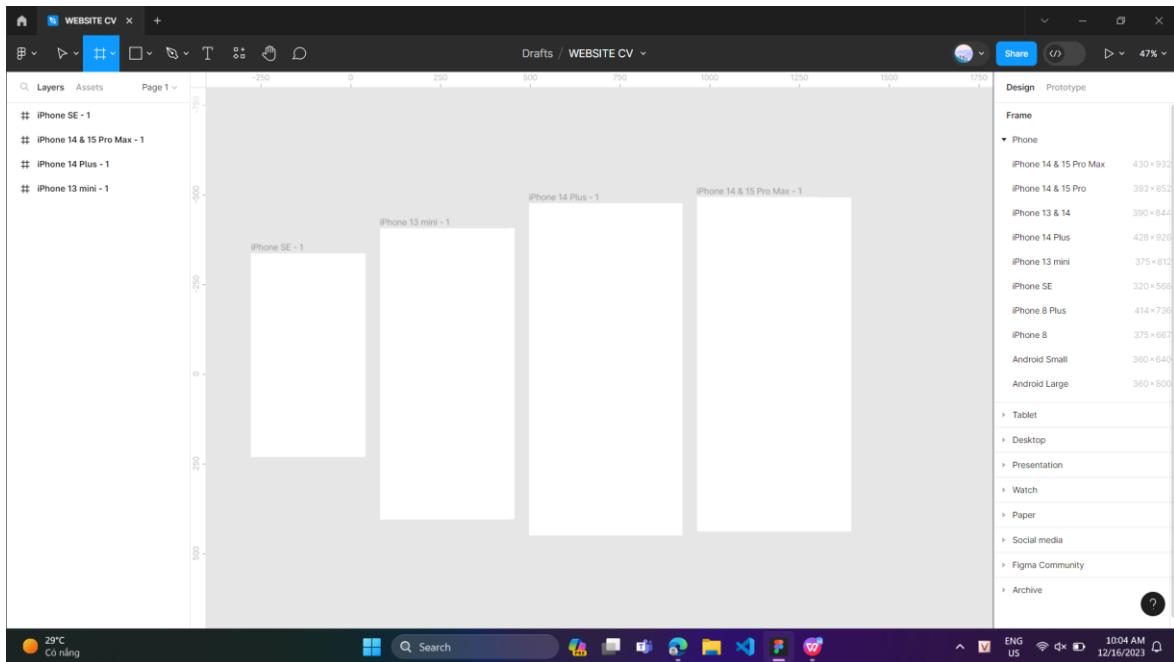 WEBSITE CV
Drafts / WEBSITE CV
Share
47%
Layers Assets Page 1
iPhone SE - 1
iPhone 14 & 15 Pro Max - 1
iPhone 14 Plus - 1
iPhone 13 mini - 1
-250 0 250 500 750 1000 1250 1500 1750
-750
-500
-250
0
250
500
iPhone SE - 1
iPhone 13 mini - 1
iPhone 14 Plus - 1
iPhone 14 & 15 Pro Max - 1
Design Prototype
Frame
Phone
iPhone 14 & 15 Pro Max 430×932
iPhone 14 & 15 Pro 393×852
iPhone 13 & 14 390×844
iPhone 14 Plus 428×926
iPhone 13 mini 375×812
iPhone SE 320×568
iPhone 8 Plus 414×736
iPhone 8 375×667
Android Small 360×640
Android Large 360×800
Tablet
Desktop
Presentation
Watch
Paper
Social media
Figma Community
Archive
?
29°C
Có nắng
Search
V
ENG
US
10:04 AM
12/16/2023